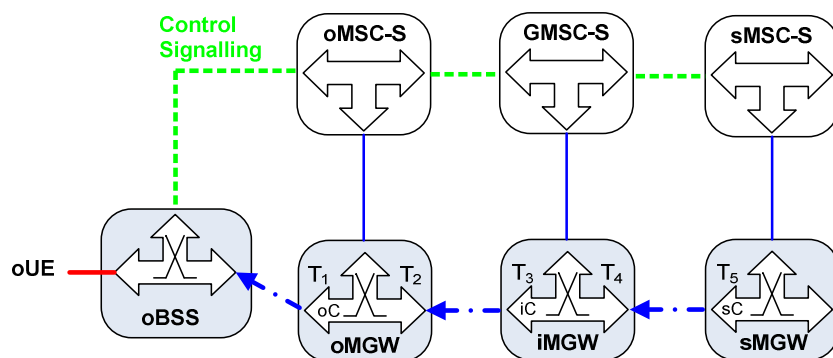 Control
Signalling
oMSC-S
GMSC-S
sMSC-S
oUE
oBSS
T1
T2
oC
oMGW
T3
T4
iC
iMGW
T5
sC
sMGW